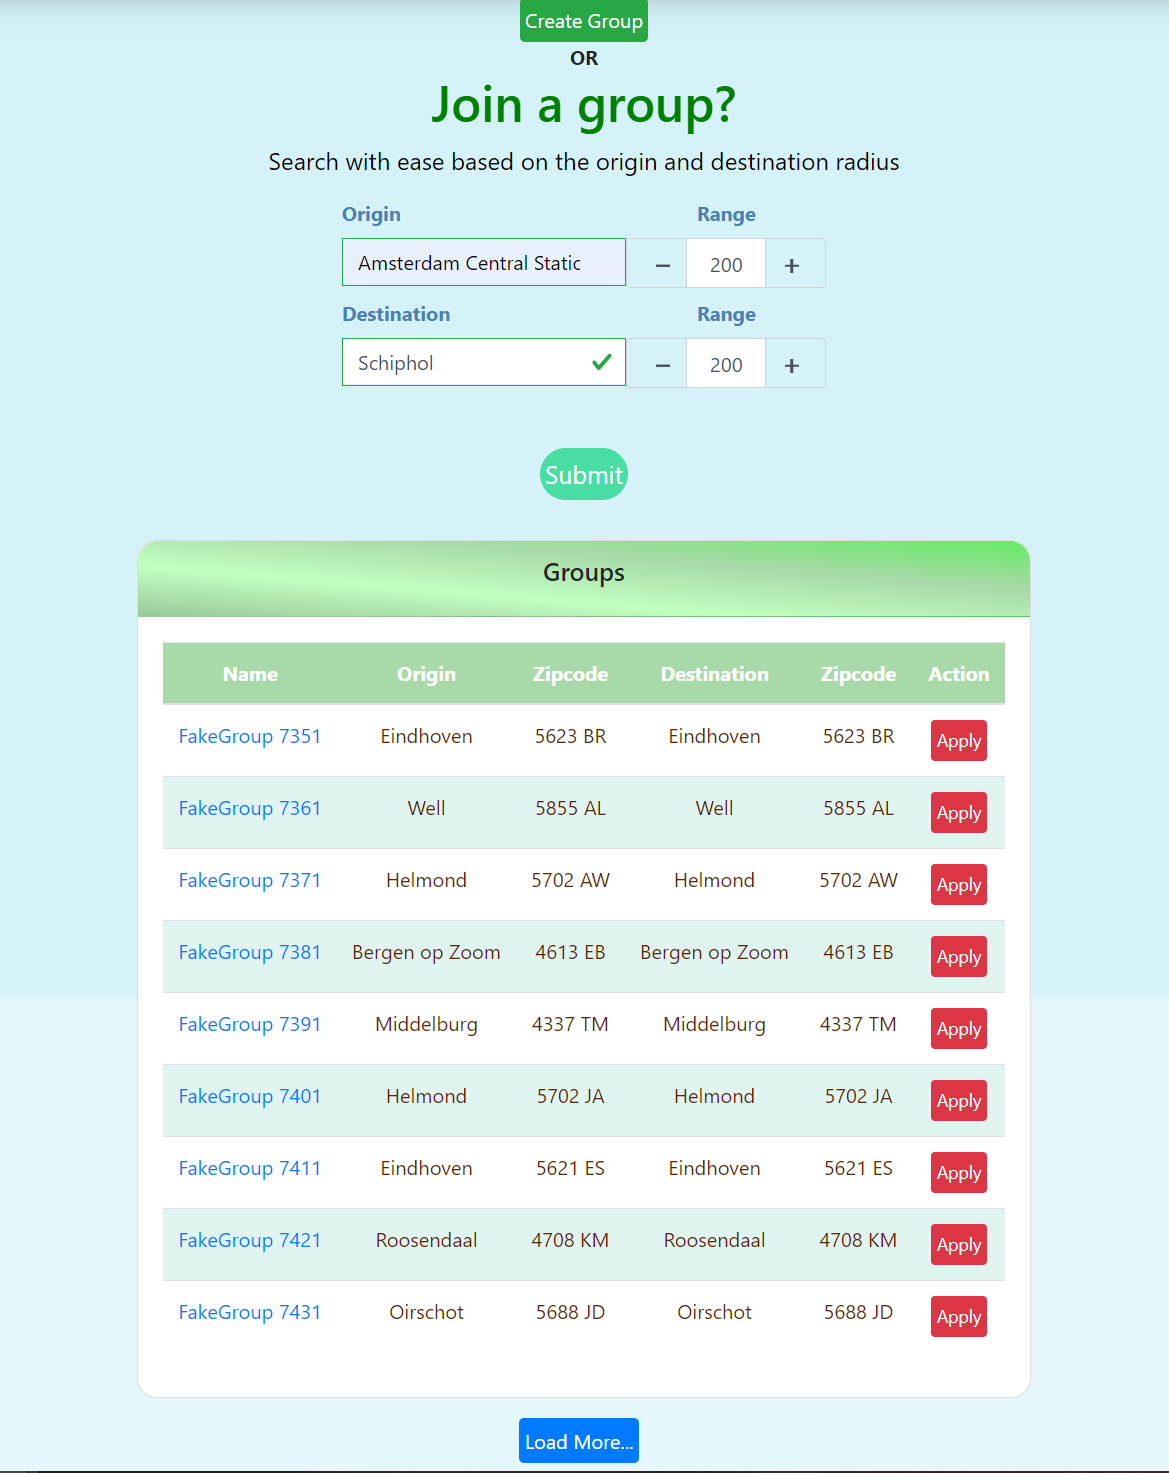 Create Group
OR
Join a group?
Search with ease based on the origin and destination radius
Origin Range
Amsterdam Central Static − 200 +
Destination Range
Schiphol − 200 +
Submit
Groups
Name Origin Zipcode Destination Zipcode Action
FakeGroup 7351 Eindhoven 5623 BR Eindhoven 5623 BR Apply
FakeGroup 7361 Well 5855 AL Well 5855 AL Apply
FakeGroup 7371 Helmond 5702 AW Helmond 5702 AW Apply
FakeGroup 7381 Bergen op Zoom 4613 EB Bergen op Zoom 4613 EB Apply
FakeGroup 7391 Middelburg 4337 TM Middelburg 4337 TM Apply
FakeGroup 7401 Helmond 5702 JA Helmond 5702 JA Apply
FakeGroup 7411 Eindhoven 5621 ES Eindhoven 5621 ES Apply
FakeGroup 7421 Roosendaal 4708 KM Roosendaal 4708 KM Apply
FakeGroup 7431 Oirschot 5688 JD Oirschot 5688 JD Apply
Load More...